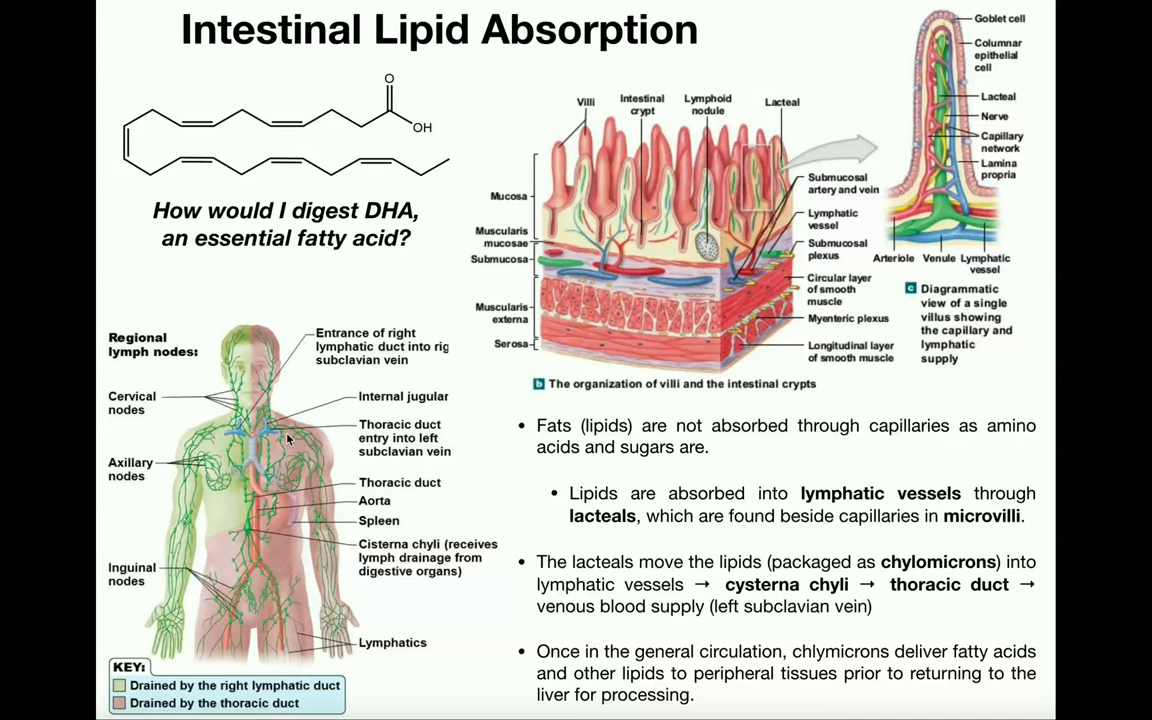 Intestinal Lipid Absorption
O
OH
How would I digest DHA,
an essential fatty acid?
Villi
Intestinal
crypt
Lymphoid
nodule
Lacteal
Mucosa
Muscularis
mucosae
Submucosa
Muscularis
externa
Serosa
Submucosal
artery and vein
Lymphatic
vessel
Submucosal
plexus
Circular layer
of smooth
muscle
Myenteric plexus
Longitudinal layer
of smooth muscle
b The organization of villi and the intestinal crypts
Goblet cell
Columnar
epithelial
cell
Lacteal
Nerve
Capillary
network
Lamina
propria
Arteriole Venule Lymphatic
vessel
c Diagrammatic
view of a single
villus showing
the capillary and
lymphatic
supply
Regional
lymph nodes:
Cervical
nodes
Axillary
nodes
Inguinal
nodes
Entrance of right
lymphatic duct into rig
subclavian vein
Internal jugular
Thoracic duct
entry into left
subclavian vein
Thoracic duct
Aorta
Spleen
Cisterna chyli (receives
lymph drainage from
digestive organs)
Lymphatics
KEY:
Drained by the right lymphatic duct
Drained by the thoracic duct
• Fats (lipids) are not absorbed through capillaries as amino
acids and sugars are.
• Lipids are absorbed into lymphatic vessels through
lacteals, which are found beside capillaries in microvilli.
• The lacteals move the lipids (packaged as chylomicrons) into
lymphatic vessels → cysterna chyli → thoracic duct →
venous blood supply (left subclavian vein)
• Once in the general circulation, chlymicrons deliver fatty acids
and other lipids to peripheral tissues prior to returning to the
liver for processing.